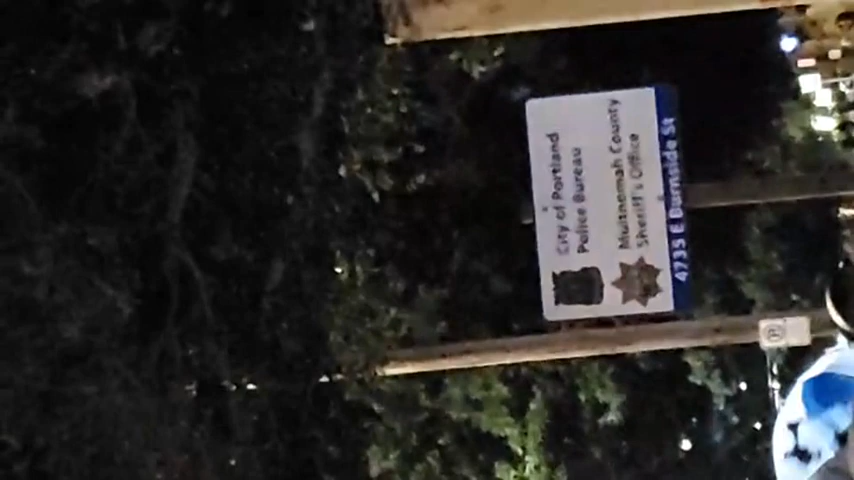 City of Portland
Police Bureau
Multnomah County
Sheriff's Office
4735 E Burnside St